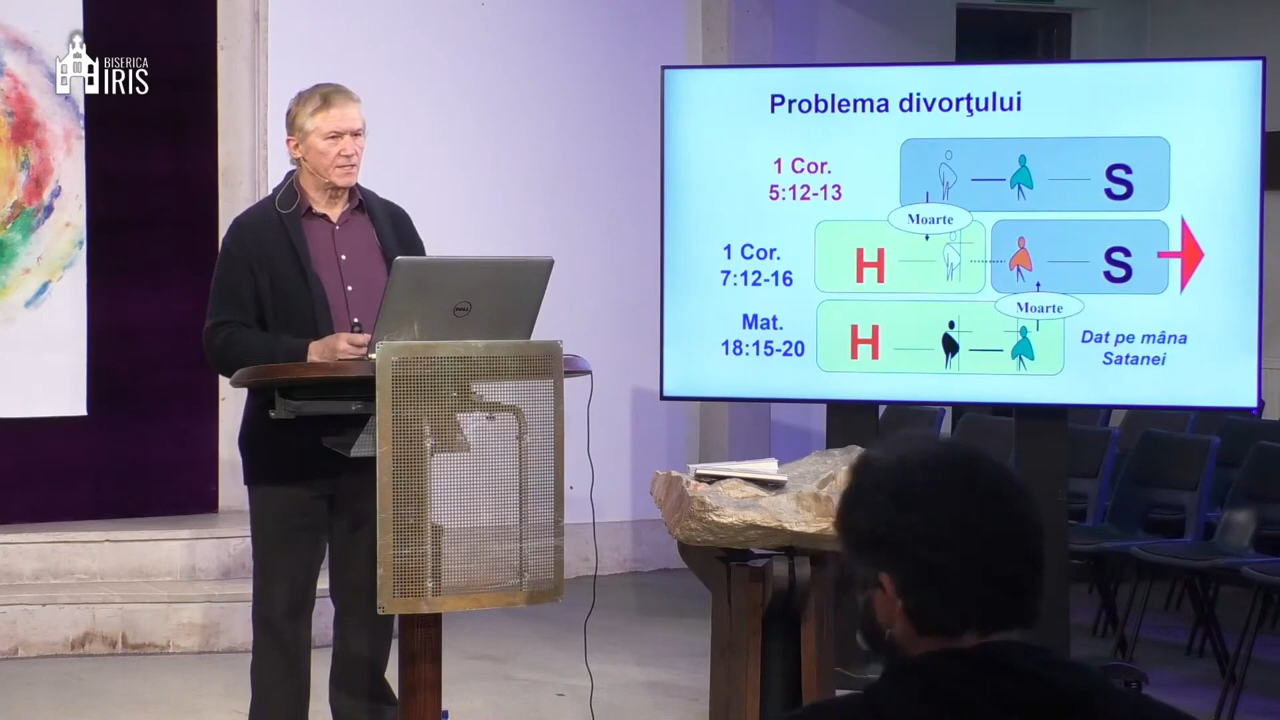 BISERICA
IRIS
Problema divorţului
1 Cor.
5:12-13
S
Moarte
1 Cor.
7:12-16
H
S
Moarte
Mat.
18:15-20
H
Dat pe mâna
Satanei
DELL